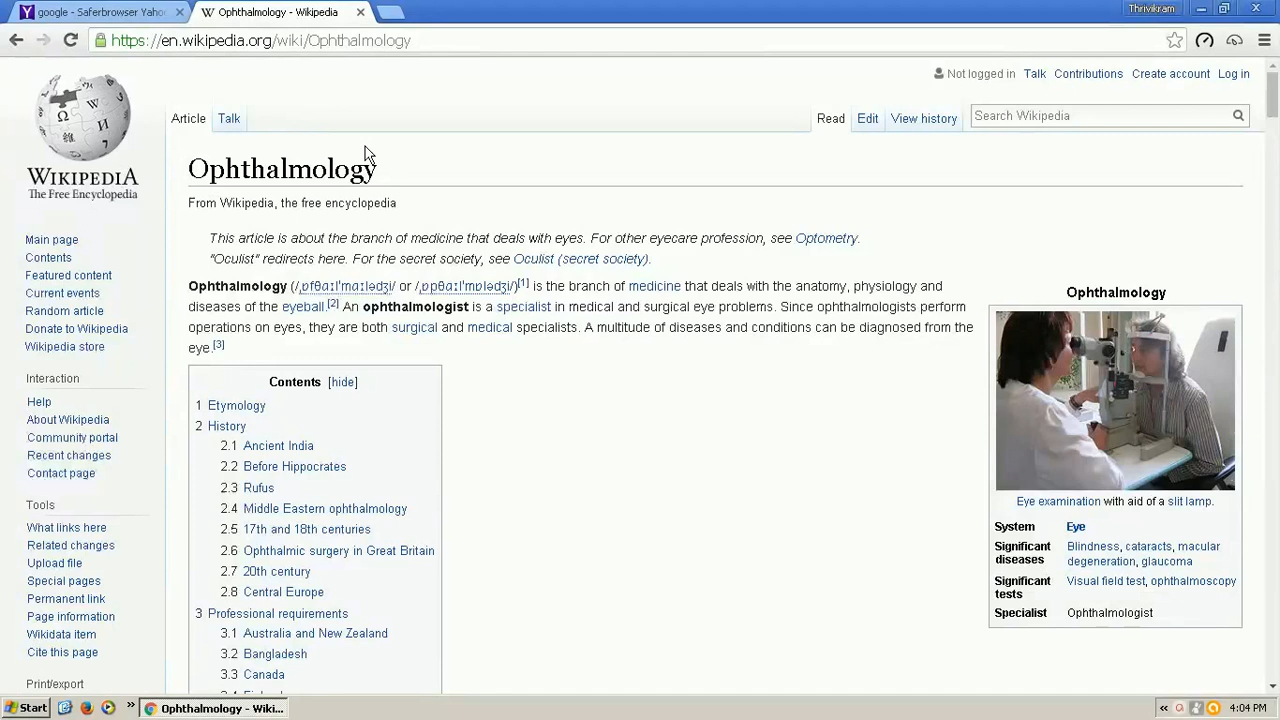 google - Saferbrowser Yaho
Ophthalmology - Wikipedia
Thrivikram
https://en.wikipedia.org/wiki/Ophthalmology
Not logged in Talk Contributions Create account Log in
Article Talk Read Edit View history Search Wikipedia
WIKIPEDIA
The Free Encyclopedia
Main page
Contents
Featured content
Current events
Random article
Donate to Wikipedia
Wikipedia store
Interaction
Help
About Wikipedia
Community portal
Recent changes
Contact page
Tools
What links here
Related changes
Upload file
Special pages
Permanent link
Page information
Wikidata item
Cite this page
Print/export
Ophthalmology
From Wikipedia, the free encyclopedia
This article is about the branch of medicine that deals with eyes. For other eyecare profession, see Optometry.
"Oculist" redirects here. For the secret society, see Oculist (secret society).
Ophthalmology (/ˌɒfθɑːlˈmɑːlədʒi/ or /ˌɒpθɑːlˈmɒlədʒi/)[1] is the branch of medicine that deals with the anatomy, physiology and
diseases of the eyeball.[2] An ophthalmologist is a specialist in medical and surgical eye problems. Since ophthalmologists perform
operations on eyes, they are both surgical and medical specialists. A multitude of diseases and conditions can be diagnosed from the
eye.[3]
Contents [hide]
1 Etymology
2 History
2.1 Ancient India
2.2 Before Hippocrates
2.3 Rufus
2.4 Middle Eastern ophthalmology
2.5 17th and 18th centuries
2.6 Ophthalmic surgery in Great Britain
2.7 20th century
2.8 Central Europe
3 Professional requirements
3.1 Australia and New Zealand
3.2 Bangladesh
3.3 Canada
Ophthalmology
Eye examination with aid of a slit lamp.
System Eye
Significant diseases Blindness, cataracts, macular
degeneration, glaucoma
Significant tests Visual field test, ophthalmoscopy
Specialist Ophthalmologist
Start
Ophthalmology - Wiki...
4:04 PM